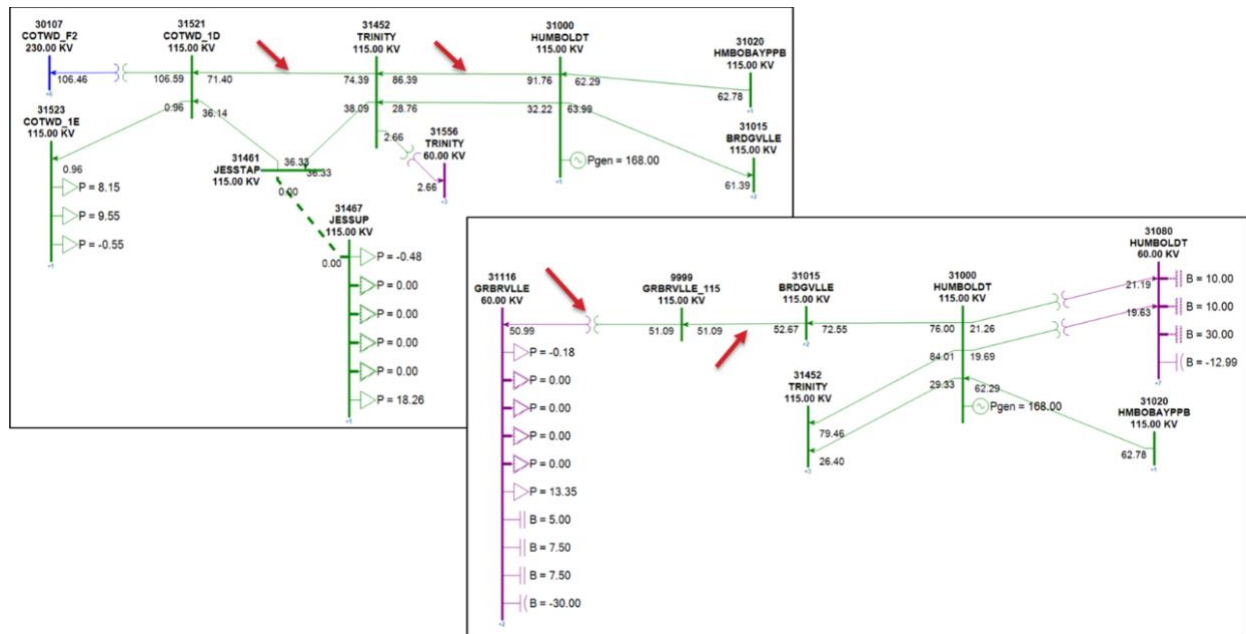 30107
COTWD_F2
230.00 KV
106.46
31521
COTWD_1D
115.00 KV
106.59
71.40
0.96
36.14
31452
TRINITY
115.00 KV
74.39
86.39
38.09
28.76
2.66
31000
HUMBOLDT
115.00 KV
91.76
62.29
32.22
63.99
Pgen = 168.00
31020
HMBOBAYPPB
115.00 KV
62.78
31523
COTWD_1E
115.00 KV
0.96
P = 8.15
P = 9.55
P = -0.55
31461
JESSTAP
115.00 KV
36.33
36.33
0.00
31556
TRINITY
60.00 KV
2.66
31015
BRDGVLLE
115.00 KV
61.39
31467
JESSUP
115.00 KV
0.00
P = -0.48
P = 0.00
P = 0.00
P = 0.00
P = 0.00
P = 18.26
31116
GRBRVLLE
60.00 KV
50.99
P = -0.18
P = 0.00
P = 0.00
P = 0.00
P = 0.00
P = 13.35
B = 5.00
B = 7.50
B = 7.50
B = -30.00
9999
GRBRVLLE_115
115.00 KV
51.09
51.09
31015
BRDGVLLE
115.00 KV
52.67
72.55
31000
HUMBOLDT
115.00 KV
76.00
21.26
84.01
19.69
29.33
62.29
Pgen = 168.00
31080
HUMBOLDT
60.00 KV
21.19
19.63
B = 10.00
B = 10.00
B = 30.00
B = -12.99
31452
TRINITY
115.00 KV
79.46
26.40
31020
HMBOBAYPPB
115.00 KV
62.78